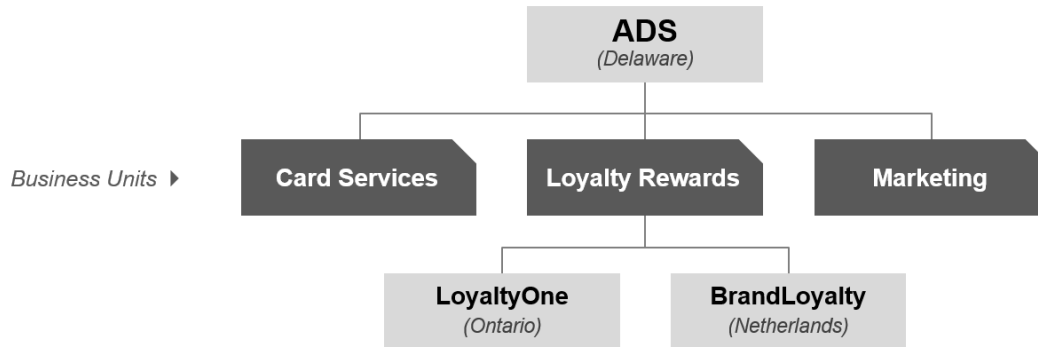 ADS
(Delaware)
Business Units
Card Services
Loyalty Rewards
Marketing
LoyaltyOne
(Ontario)
BrandLoyalty
(Netherlands)